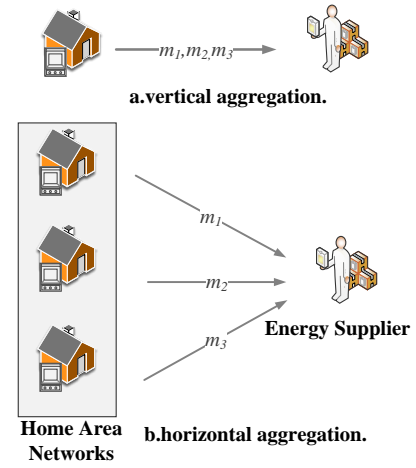 m1,m2,m3
a.vertical aggregation.
m1
m2
m3
Energy Supplier
Home Area
Networks
b.horizontal aggregation.